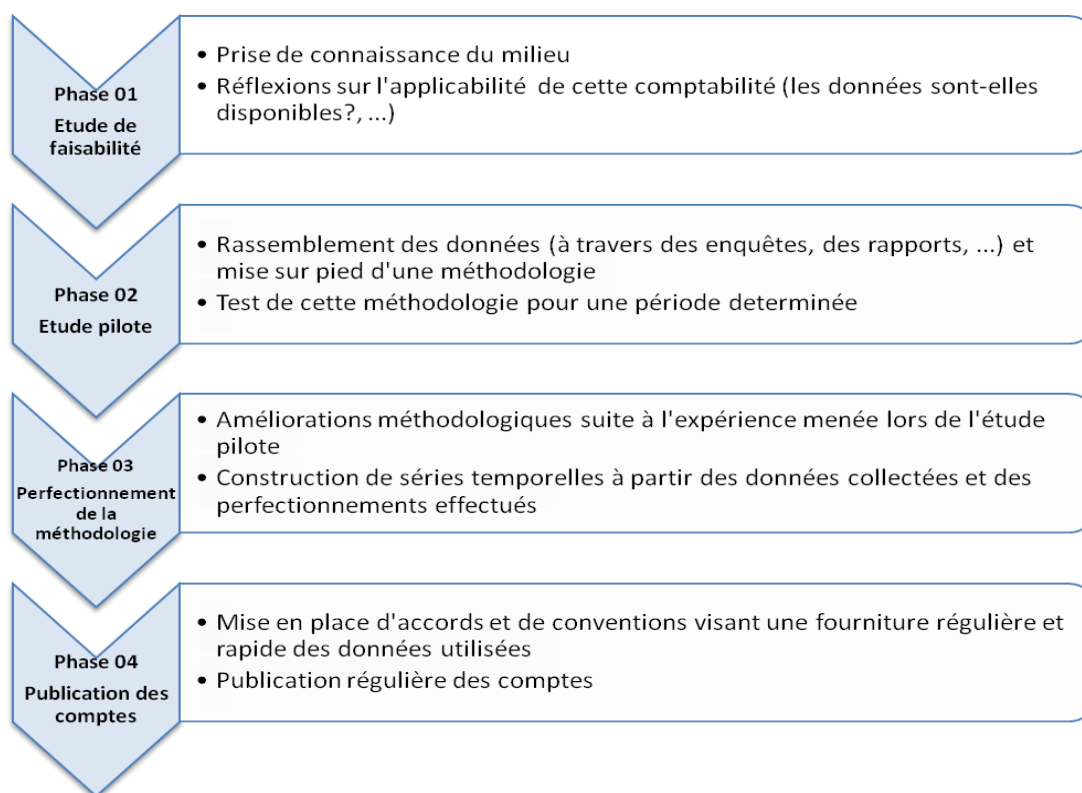 Phase 01
Etude de
faisabilité
• Prise de connaissance du milieu
• Réflexions sur l'applicabilité de cette comptabilité (les données sont-elles
disponibles?, ...)
Phase 02
Etude pilote
• Rassemblement des données (à travers des enquêtes, des rapports, ...) et
mise sur pied d'une méthodologie
• Test de cette méthodologie pour une période determinée
Phase 03
Perfectionnement
de la
méthodologie
• Améliorations méthodologiques suite à l'expérience menée lors de l'étude
pilote
• Construction de séries temporelles à partir des données collectées et des
perfectionnements effectués
Phase 04
Publication des
comptes
• Mise en place d'accords et de conventions visant une fourniture régulière et
rapide des données utilisées
• Publication régulière des comptes